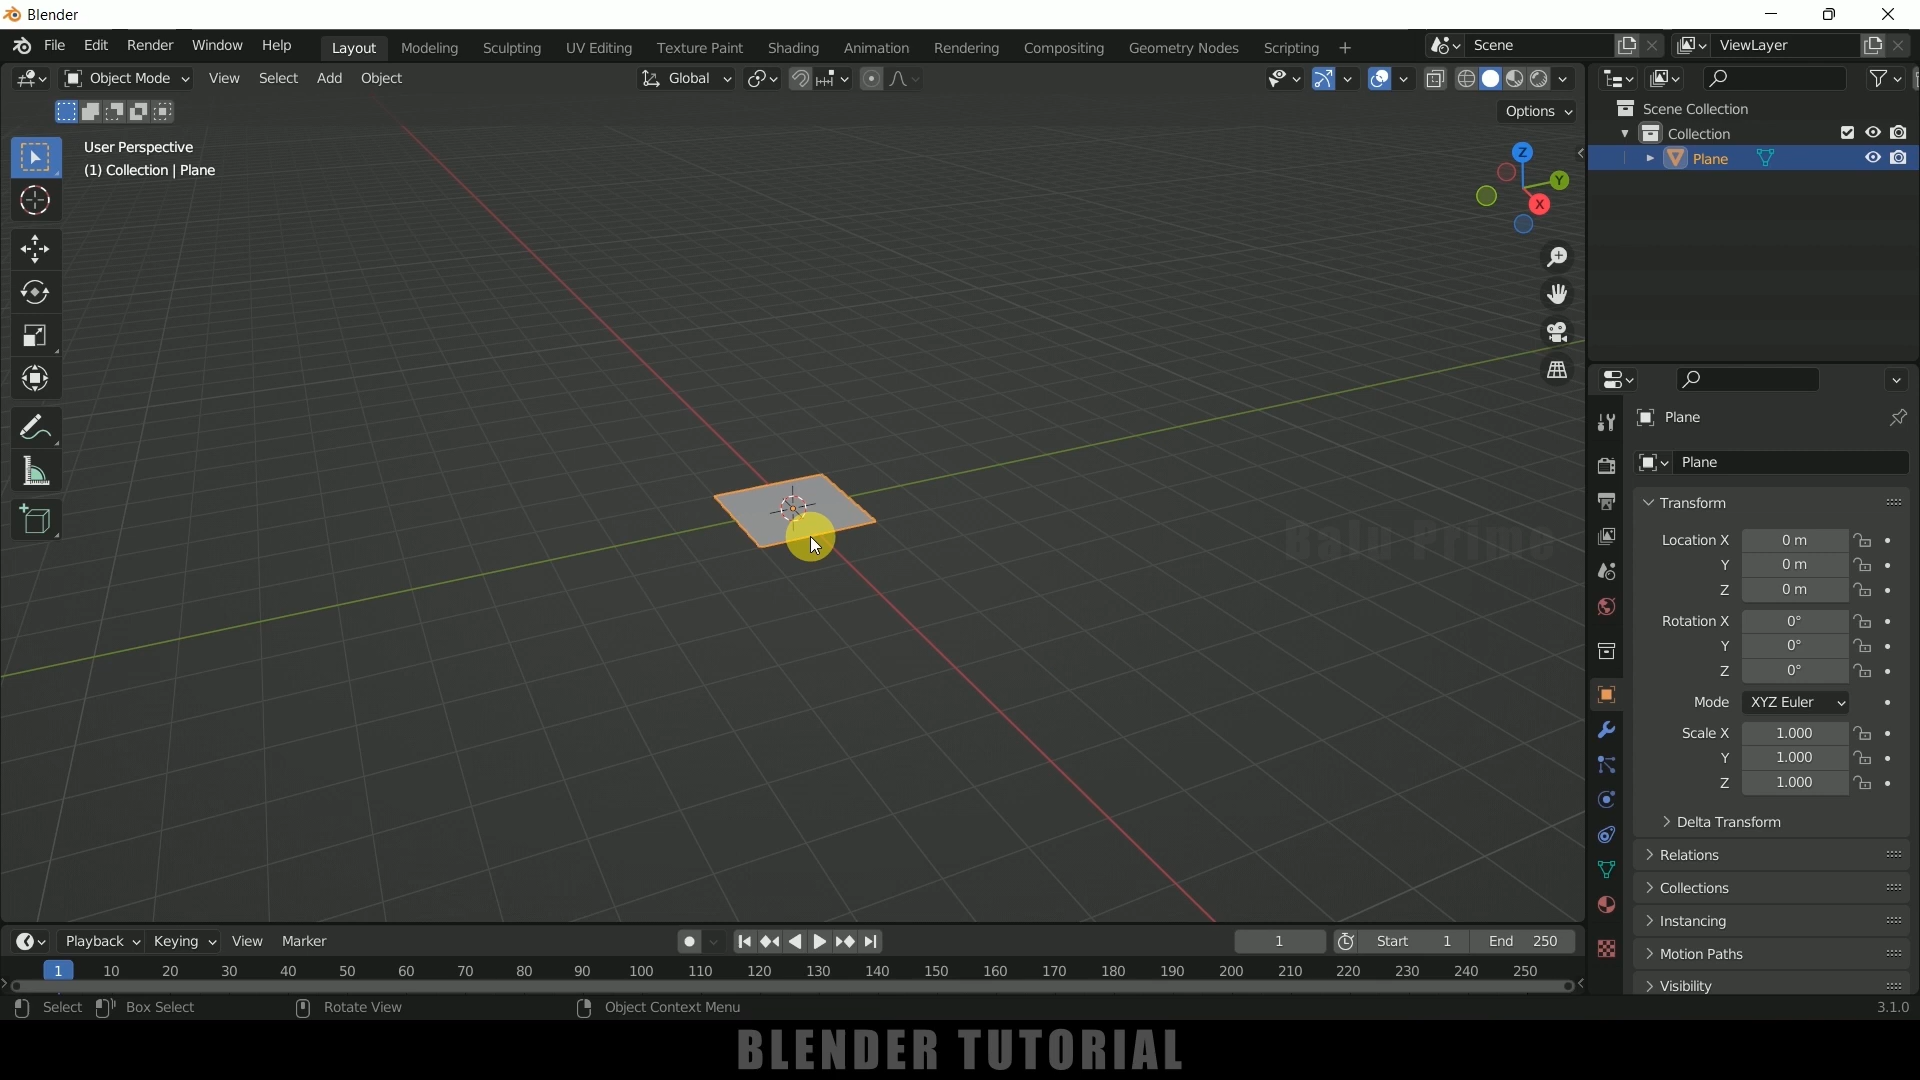 Blender
File Edit Render Window Help Layout Modeling Sculpting UV Editing Texture Paint Shading Animation Rendering Compositing Geometry Nodes Scripting + Scene ViewLayer
Object Mode View Select Add Object Global
Options
User Perspective
(1) Collection | Plane
Z
Y
X
Scene Collection
Collection
Plane
Plane
Plane
Transform
Location X 0 m
Y 0 m
Z 0 m
Rotation X 0°
Y 0°
Z 0°
Mode XYZ Euler
Scale X 1.000
Y 1.000
Z 1.000
Delta Transform
Relations
Collections
Instancing
Motion Paths
Visibility
Balu Prime
Playback Keying View Marker 1 Start 1 End 250
1 10 20 30 40 50 60 70 80 90 100 110 120 130 140 150 160 170 180 190 200 210 220 230 240 250
Select Box Select Rotate View Object Context Menu 3.1.0
BLENDER TUTORIAL